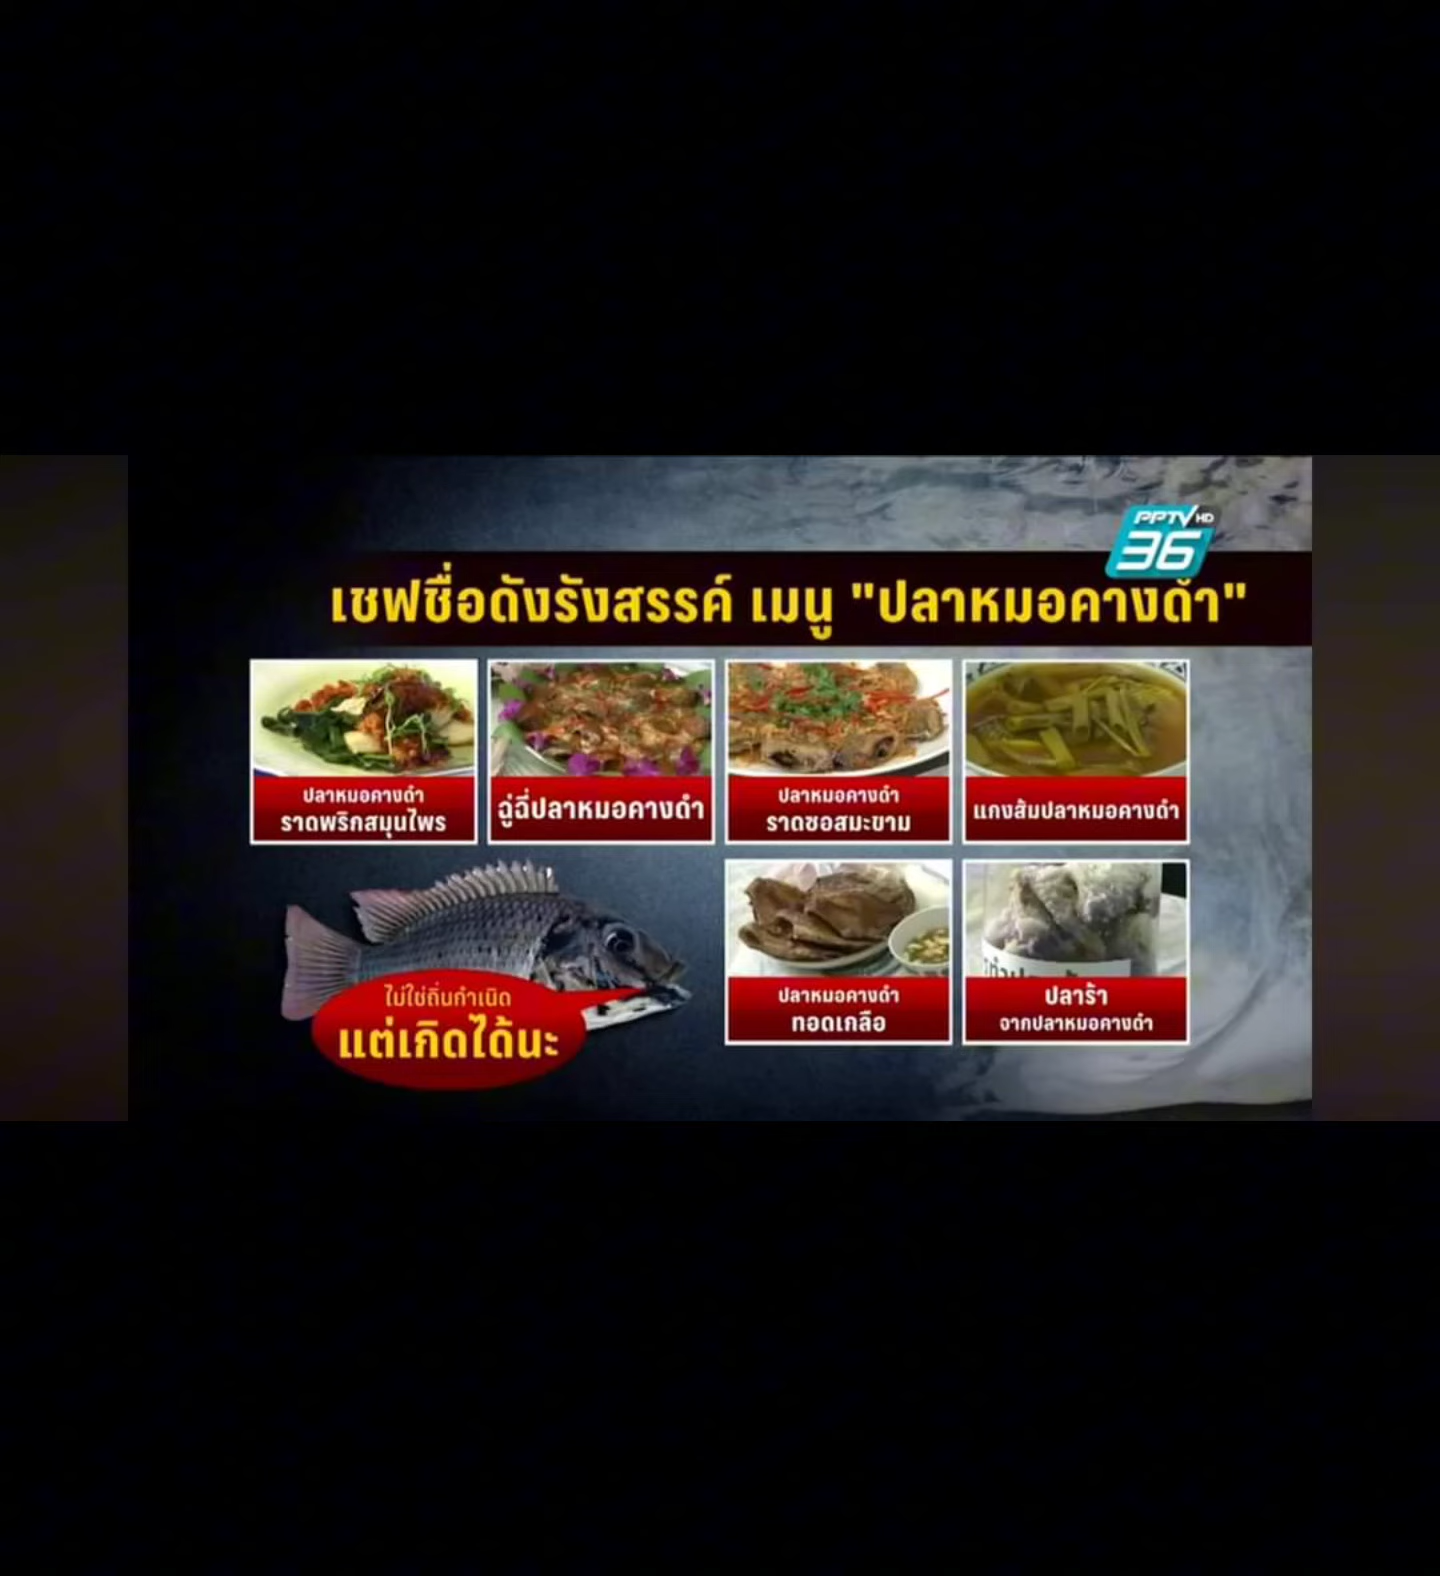 PPTV HD
36
เชฟชื่อดังรังสรรค์ เมนู "ปลาหมอคางดำ"
ปลาหมอคางดำ
ราดพริกสมุนไพร
ฉู่ฉี่ปลาหมอคางดำ
ปลาหมอคางดำ
ราดซอสมะขาม
แกงส้มปลาหมอคางดำ
ไม่ใช่ถิ่นกำเนิด
แต่เกิดได้นะ
ปลาหมอคางดำ
ทอดเกลือ
ปลาร้า
จากปลาหมอคางดำ